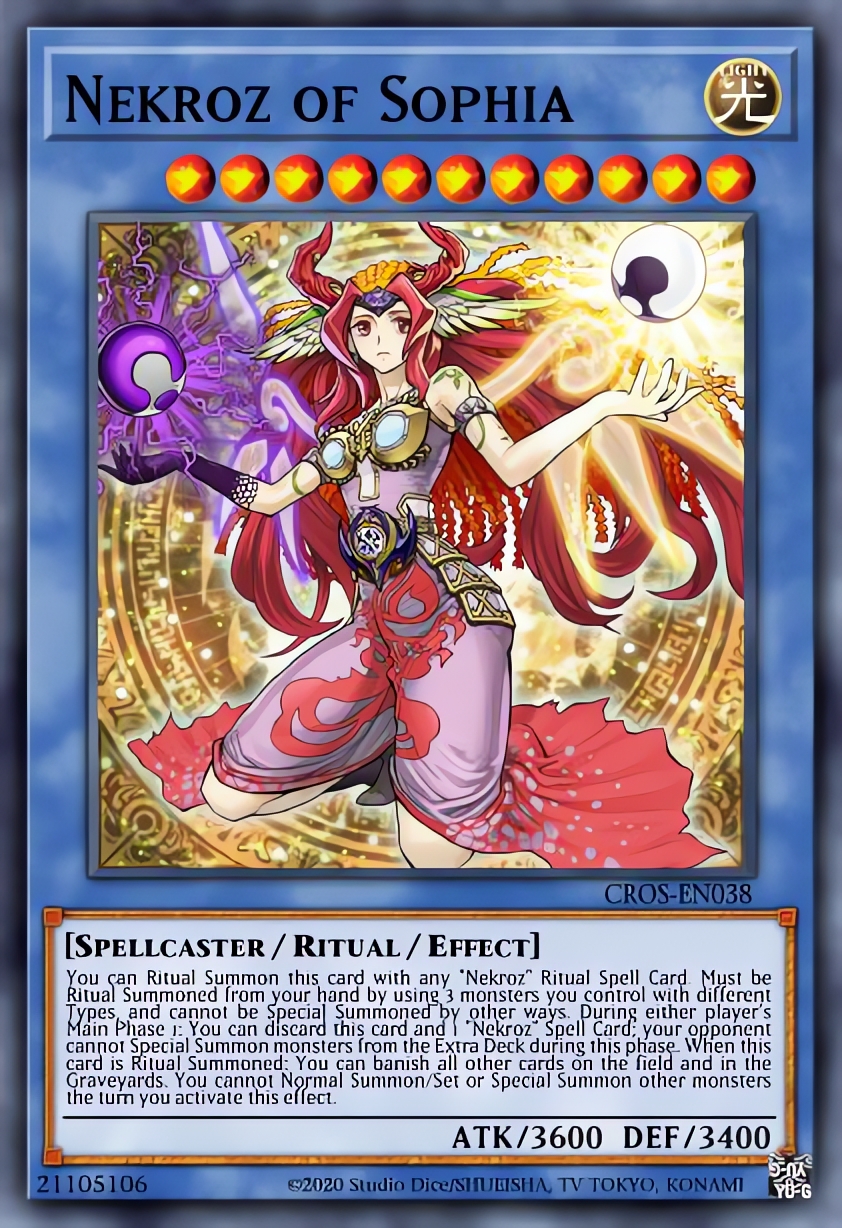 Nekroz of Sophia
LIGHT
光
CROS-EN038
[Spellcaster / Ritual / Effect]
You can Ritual Summon this card with any "Nekroz" Ritual Spell Card. Must be
Ritual Summoned from your hand by using 3 monsters you control with different
Types, and cannot be Special Summoned by other ways. During either player's
Main Phase 1: You can discard this card and 1 "Nekroz" Spell Card; your opponent
cannot Special Summon monsters from the Extra Deck during this phase. When this
card is Ritual Summoned: You can banish all other cards on the field and in the
Graveyards. You cannot Normal Summon/Set or Special Summon other monsters
the turn you activate this effect.
ATK/3600 DEF/3400
21105106 ©2020 Studio Dice/SHUEISHA, TV TOKYO, KONAMI